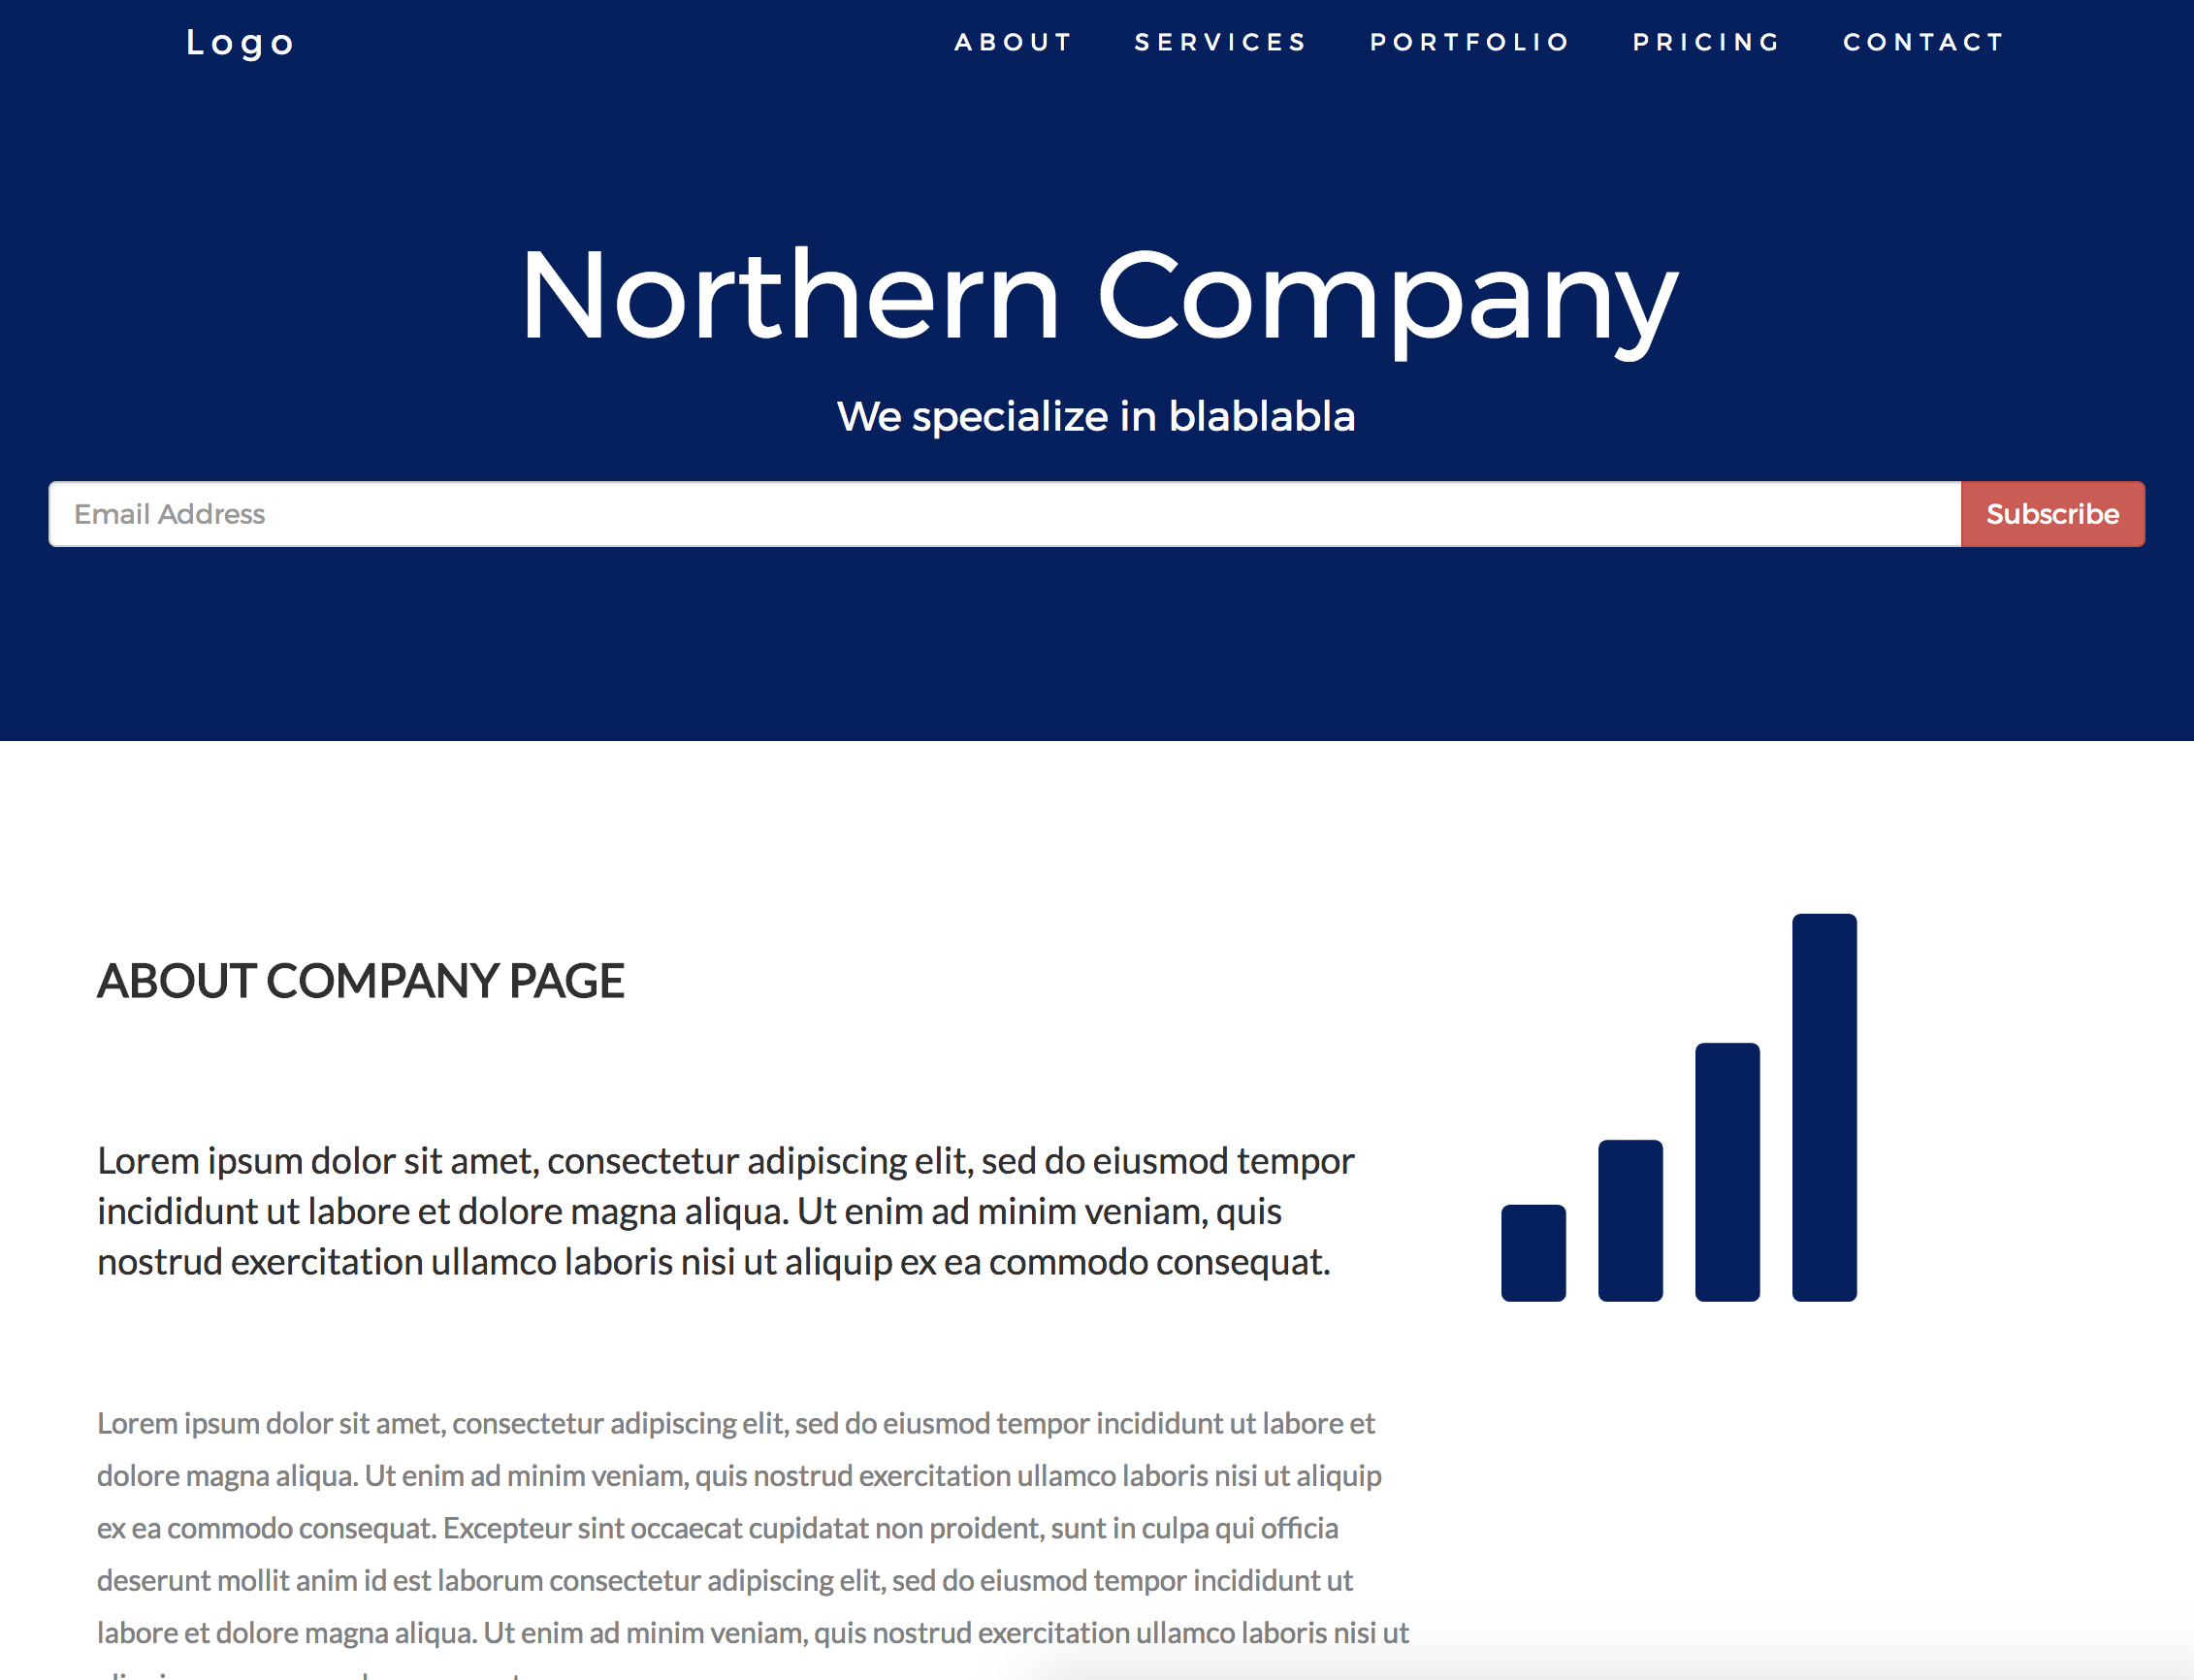 Logo
ABOUT SERVICES PORTFOLIO PRICING CONTACT
Northern Company
We specialize in blablabla
Email Address
Subscribe
ABOUT COMPANY PAGE
Lorem ipsum dolor sit amet, consectetur adipiscing elit, sed do eiusmod tempor
incididunt ut labore et dolore magna aliqua. Ut enim ad minim veniam, quis
nostrud exercitation ullamco laboris nisi ut aliquip ex ea commodo consequat.
Lorem ipsum dolor sit amet, consectetur adipiscing elit, sed do eiusmod tempor incididunt ut labore et
dolore magna aliqua. Ut enim ad minim veniam, quis nostrud exercitation ullamco laboris nisi ut aliquip
ex ea commodo consequat. Excepteur sint occaecat cupidatat non proident, sunt in culpa qui officia
deserunt mollit anim id est laborum consectetur adipiscing elit, sed do eiusmod tempor incididunt ut
labore et dolore magna aliqua. Ut enim ad minim veniam, quis nostrud exercitation ullamco laboris nisi ut